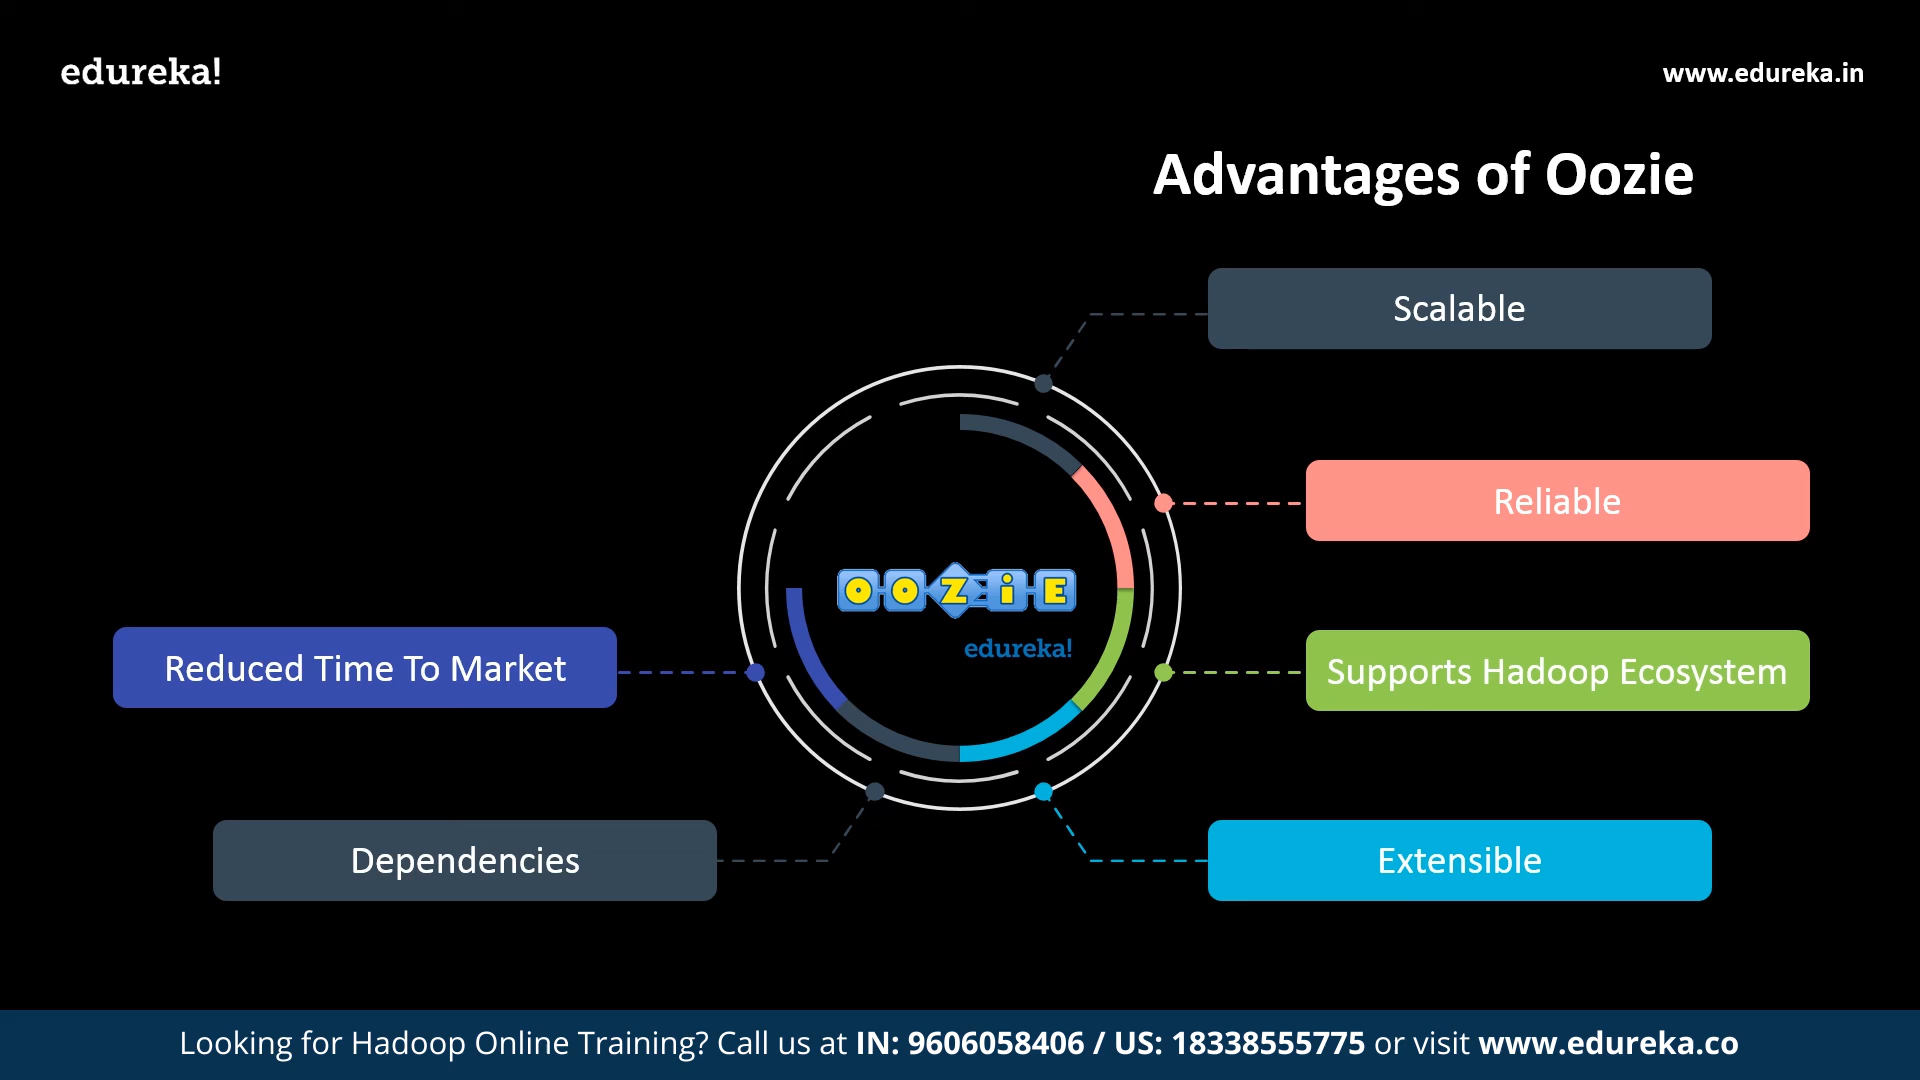 edureka!
www.edureka.in
Advantages of Oozie
Scalable
Reliable
OOZiE
edureka!
Reduced Time To Market
Supports Hadoop Ecosystem
Dependencies
Extensible
Looking for Hadoop Online Training? Call us at IN: 9606058406 / US: 18338555775 or visit www.edureka.co